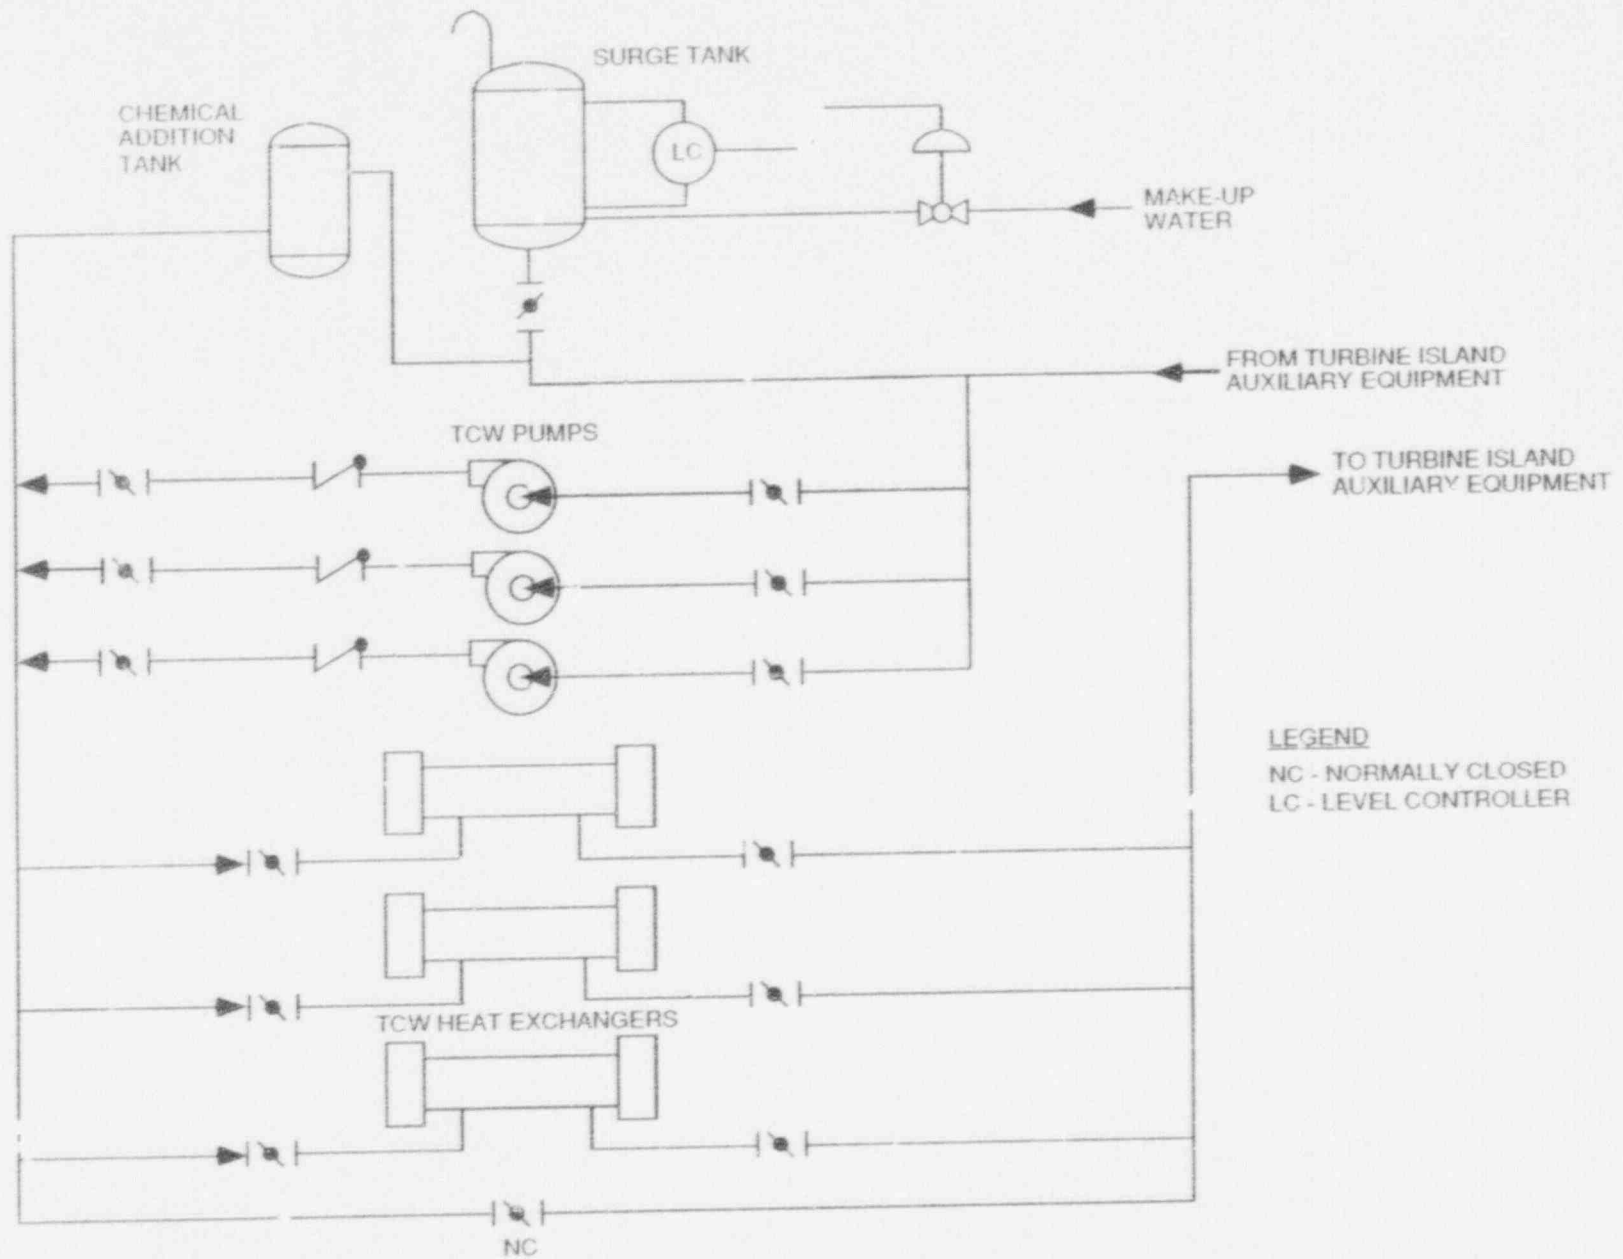 SURGE TANK
CHEMICAL
ADDITION
TANK
LC
MAKE-UP
WATER
FROM TURBINE ISLAND
AUXILIARY EQUIPMENT
TCW PUMPS
TO TURBINE ISLAND
AUXILIARY EQUIPMENT
LEGEND
NC - NORMALLY CLOSED
LC - LEVEL CONTROLLER
TCW HEAT EXCHANGERS
NC